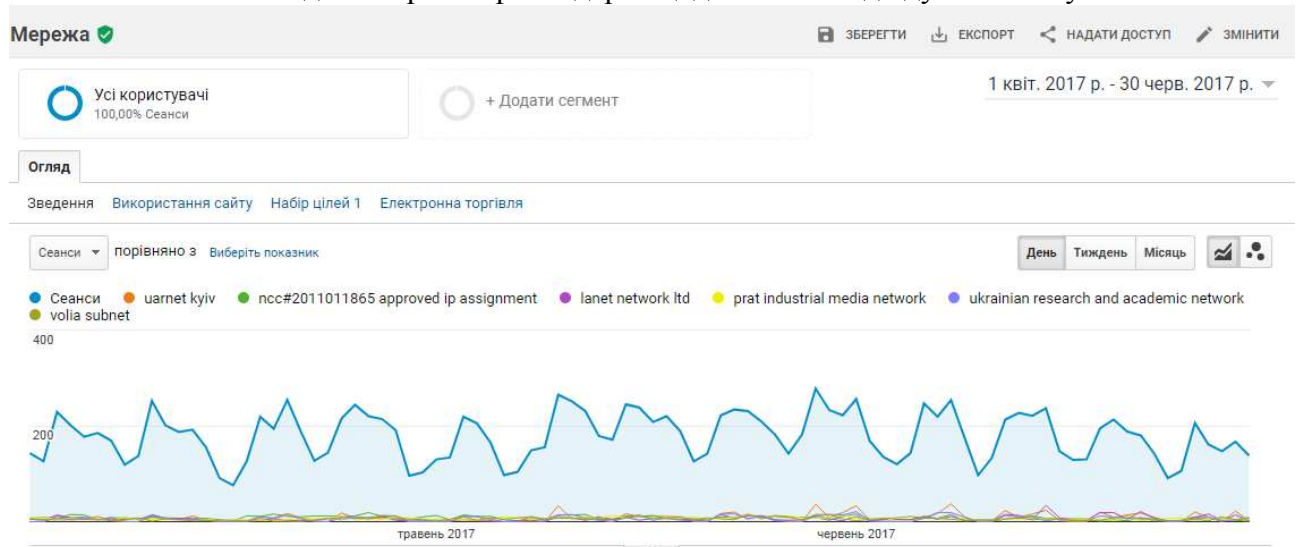 Мережа
ЗБЕРЕГТИ ЕКСПОРТ НАДАТИ ДОСТУП ЗМІНИТИ
Усі користувачі
100,00% Сеанси
+ Додати сегмент
1 квіт. 2017 р. - 30 черв. 2017 р.
Огляд
Зведення Використання сайту Набір цілей 1 Електронна торгівля
Сеанси порівняно з Виберіть показник
День Тиждень Місяць
Сеанси uarnet kyiv ncc#2011011865 approved ip assignment lanet network ltd prat industrial media network ukrainian research and academic network
volia subnet
400
200
травень 2017 червень 2017